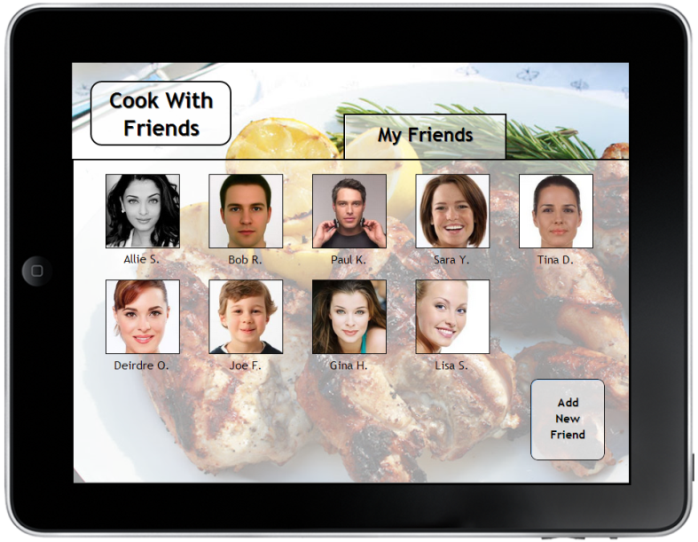 Cook With
Friends
My Friends
Allie S.
Bob R.
Paul K.
Sara Y.
Tina D.
Deirdre O.
Joe F.
Gina H.
Lisa S.
Add
New
Friend